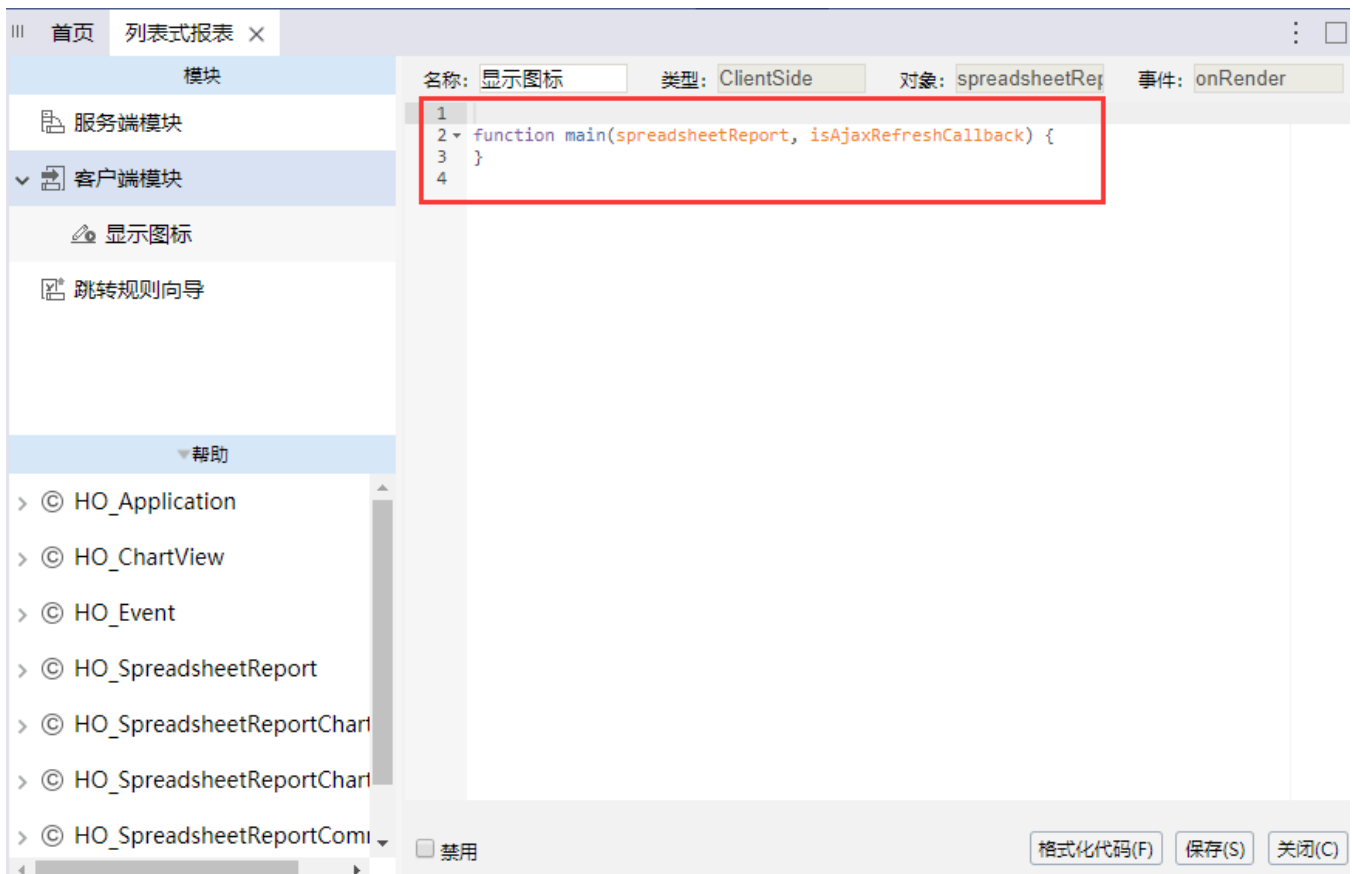 首页 列表式报表
模块
名称: 显示图标 类型: ClientSide 对象: spreadsheetRep 事件: onRender
服务端模块
客户端模块
显示图标
跳转规则向导
1
2 function main(spreadsheetReport, isAjaxRefreshCallback) {
3 }
4
帮助
HO_Application
HO_ChartView
HO_Event
HO_SpreadsheetReport
HO_SpreadsheetReportChart
HO_SpreadsheetReportChart
HO_SpreadsheetReportCom
禁用 格式化代码(F) 保存(S) 关闭(C)